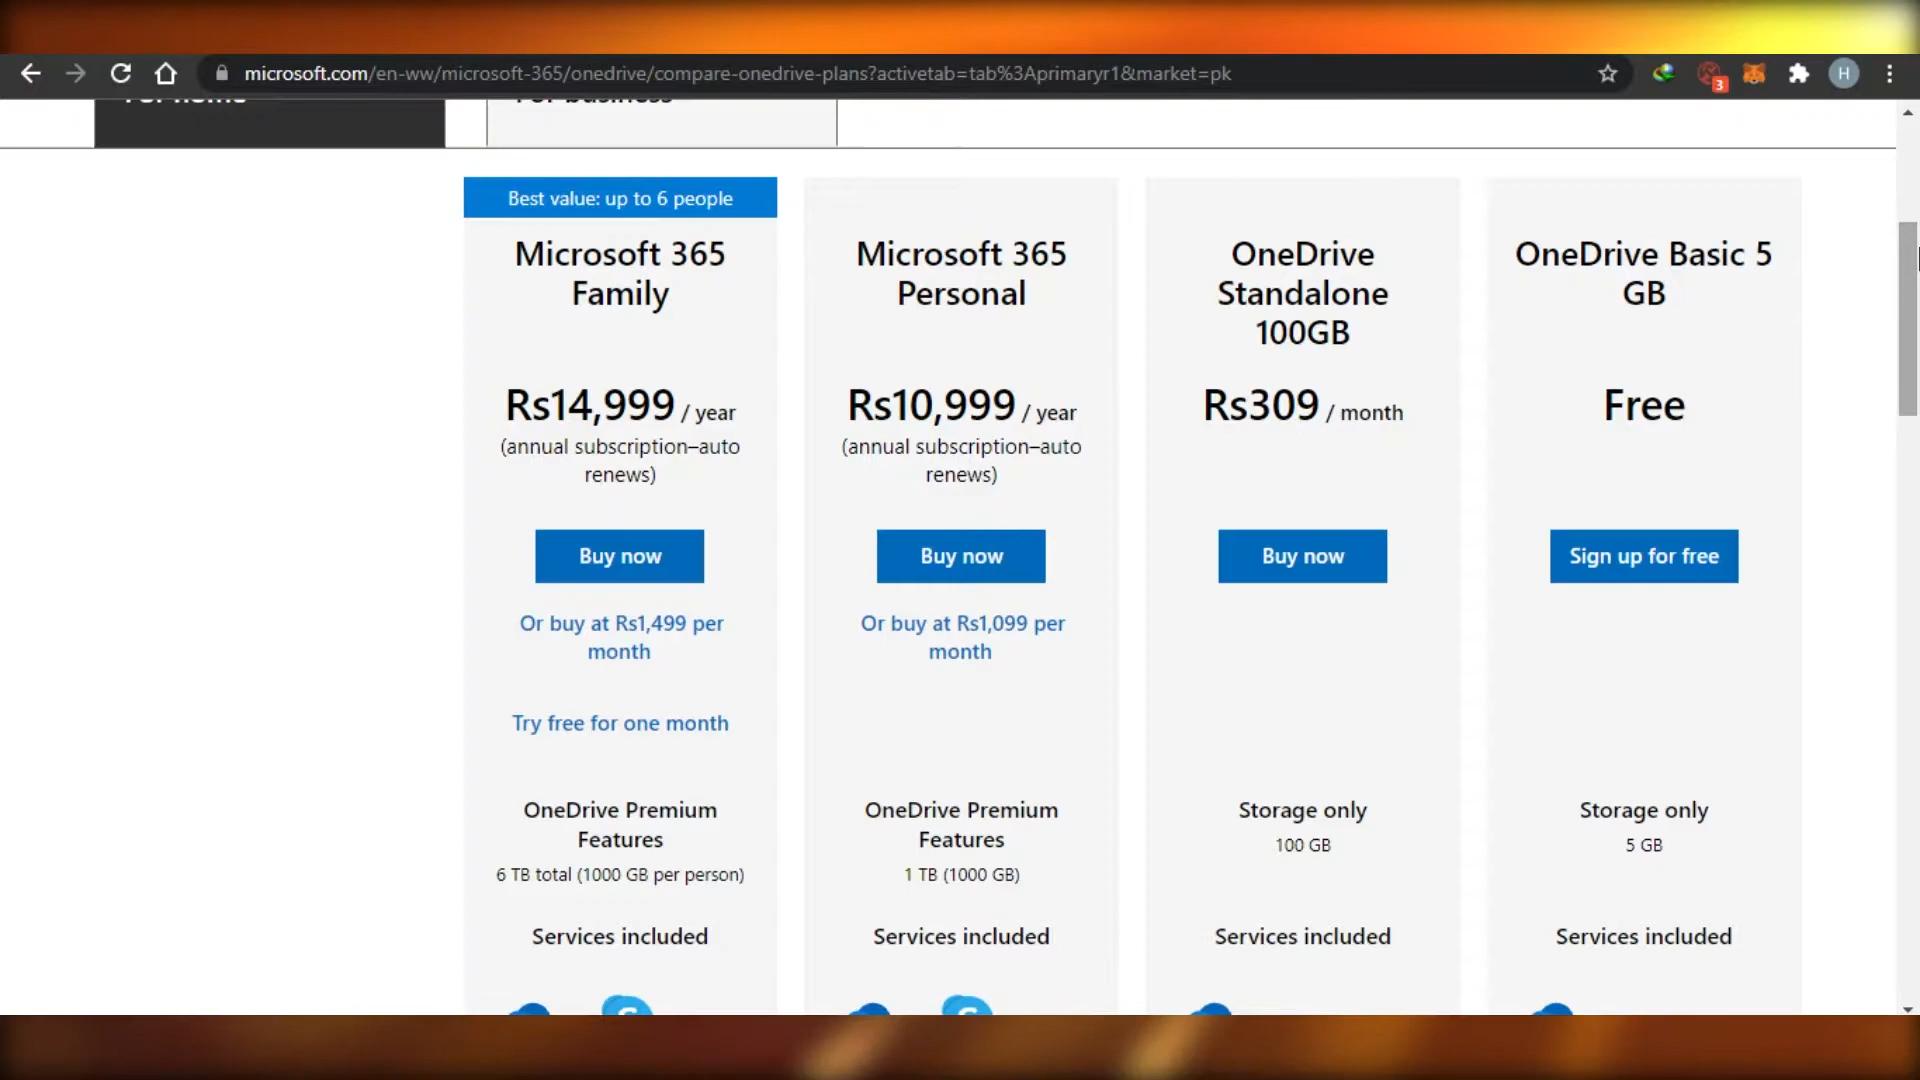 microsoft.com/en-ww/microsoft-365/onedrive/compare-onedrive-plans?activetab=tab%3Aprimaryr1&market=pk
3
H
For home
For business
Best value: up to 6 people
Microsoft 365
Family
Rs14,999 / year
(annual subscription–auto
renews)
Buy now
Or buy at Rs1,499 per
month
Try free for one month
OneDrive Premium
Features
6 TB total (1000 GB per person)
Services included
Microsoft 365
Personal
Rs10,999 / year
(annual subscription–auto
renews)
Buy now
Or buy at Rs1,099 per
month
OneDrive Premium
Features
1 TB (1000 GB)
Services included
OneDrive
Standalone
100GB
Rs309 / month
Buy now
Storage only
100 GB
Services included
OneDrive Basic 5
GB
Free
Sign up for free
Storage only
5 GB
Services included